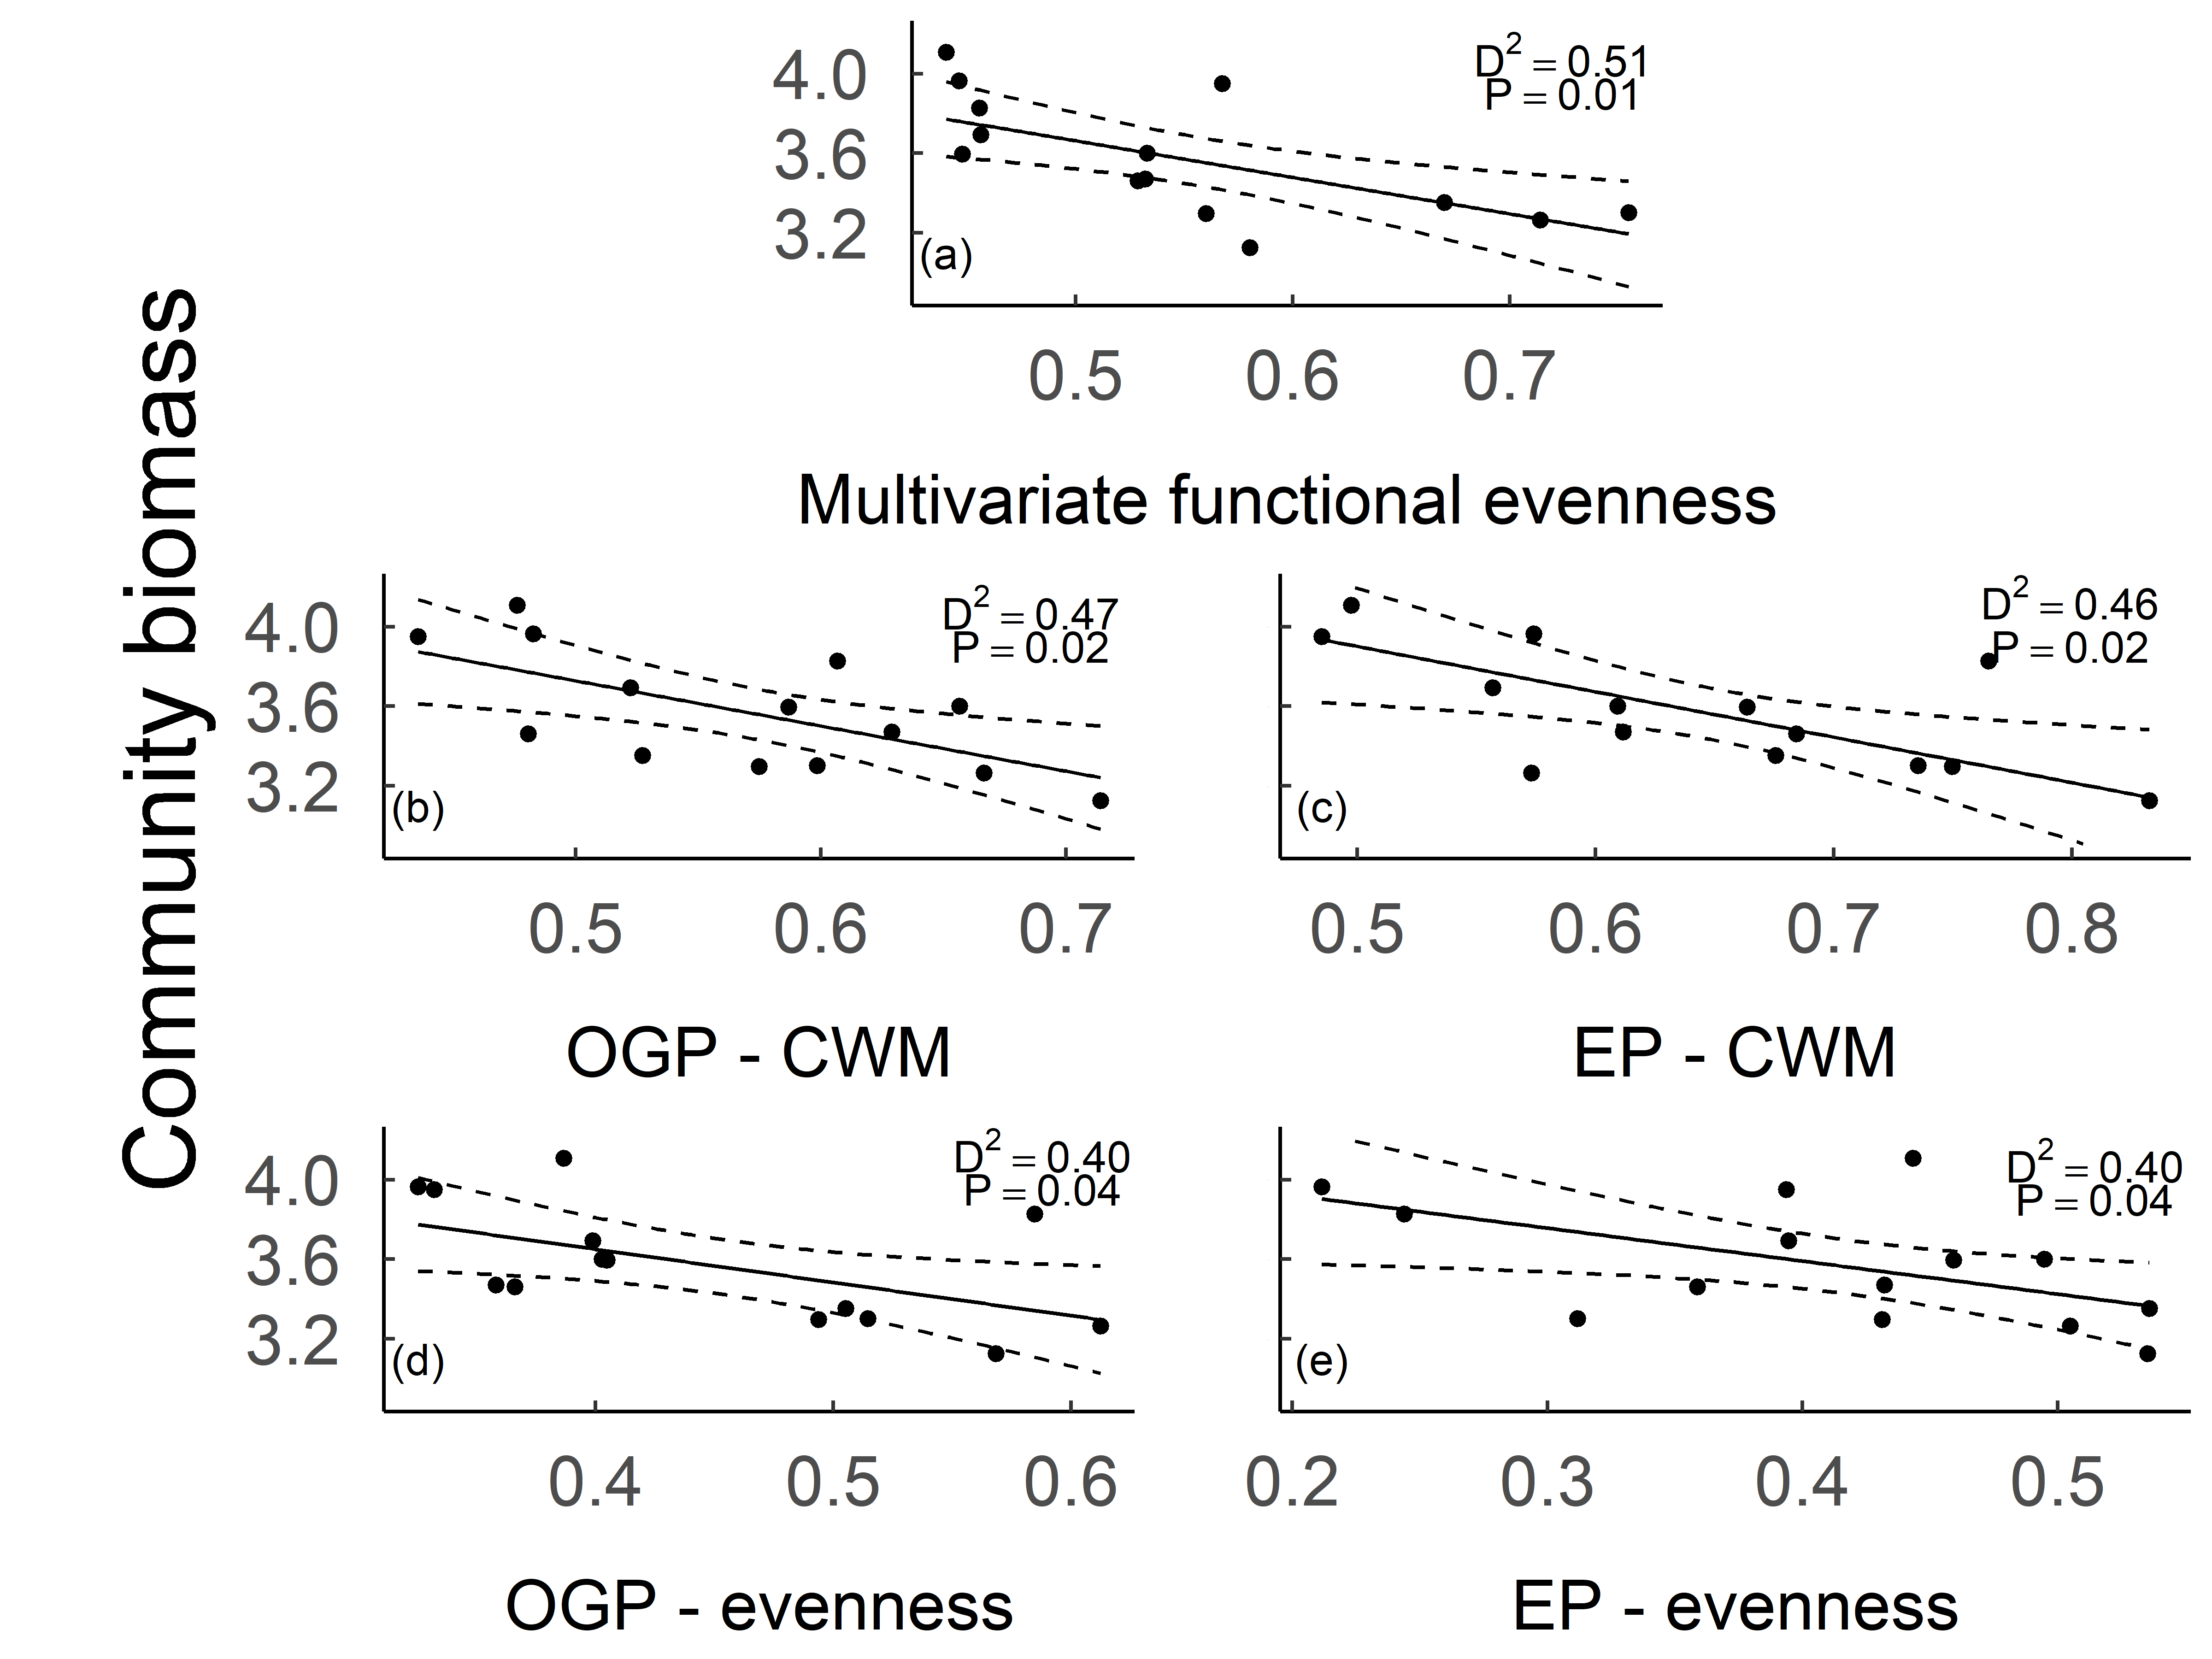 Community biomass
4.0
3.6
3.2
D² = 0.51
P = 0.01
(a)
0.5 0.6 0.7
Multivariate functional evenness
4.0
3.6
3.2
D² = 0.47
P = 0.02
(b)
0.5 0.6 0.7
OGP - CWM
D² = 0.46
P = 0.02
(c)
0.5 0.6 0.7 0.8
EP - CWM
4.0
3.6
3.2
D² = 0.40
P = 0.04
(d)
0.4 0.5 0.6
OGP - evenness
D² = 0.40
P = 0.04
(e)
0.2 0.3 0.4 0.5
EP - evenness